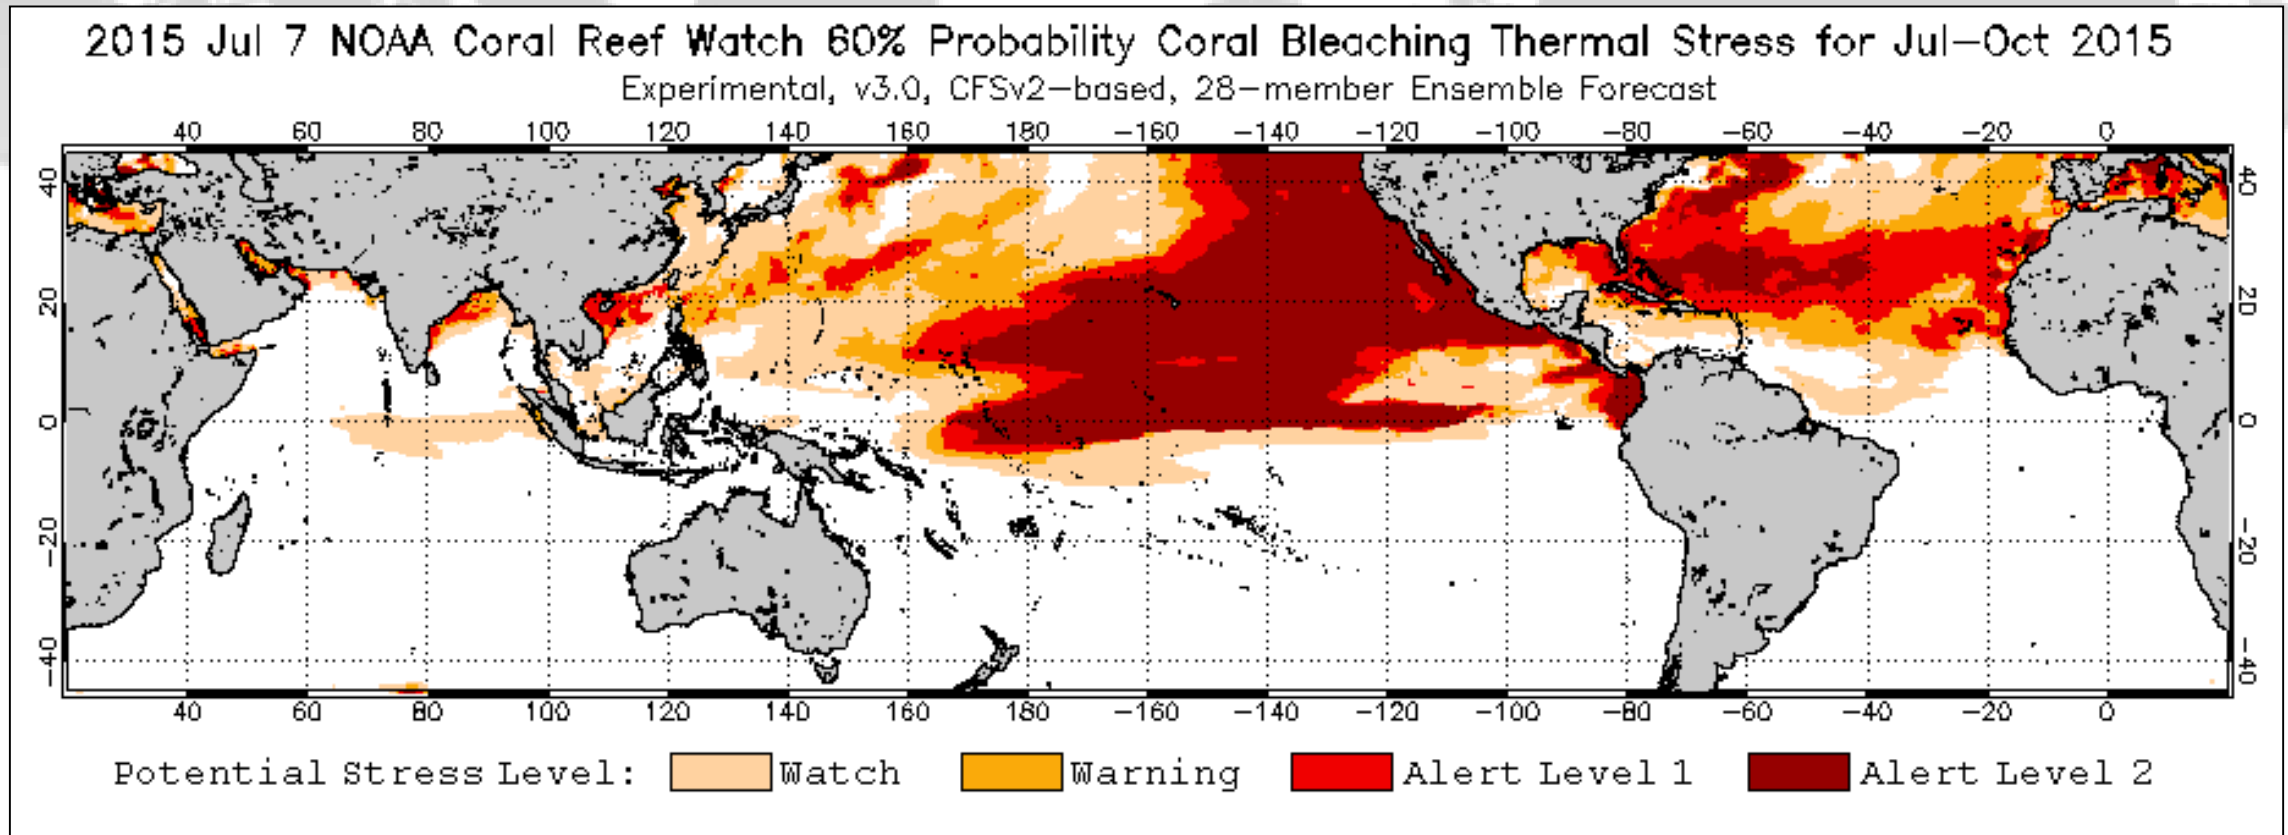 2015 Jul 7 NOAA Coral Reef Watch 60% Probability Coral Bleaching Thermal Stress for Jul-Oct 2015
Experimental, v3.0, CFSv2-based, 28-member Ensemble Forecast
40 60 80 100 120 140 160 180 -160 -140 -120 -100 -80 -60 -40 -20 0
40 40
20 20
0 0
-20 -20
-40 -40
40 60 80 100 120 140 160 180 -160 -140 -120 -100 -80 -60 -40 -20 0
Potential Stress Level: Watch Warning Alert Level 1 Alert Level 2